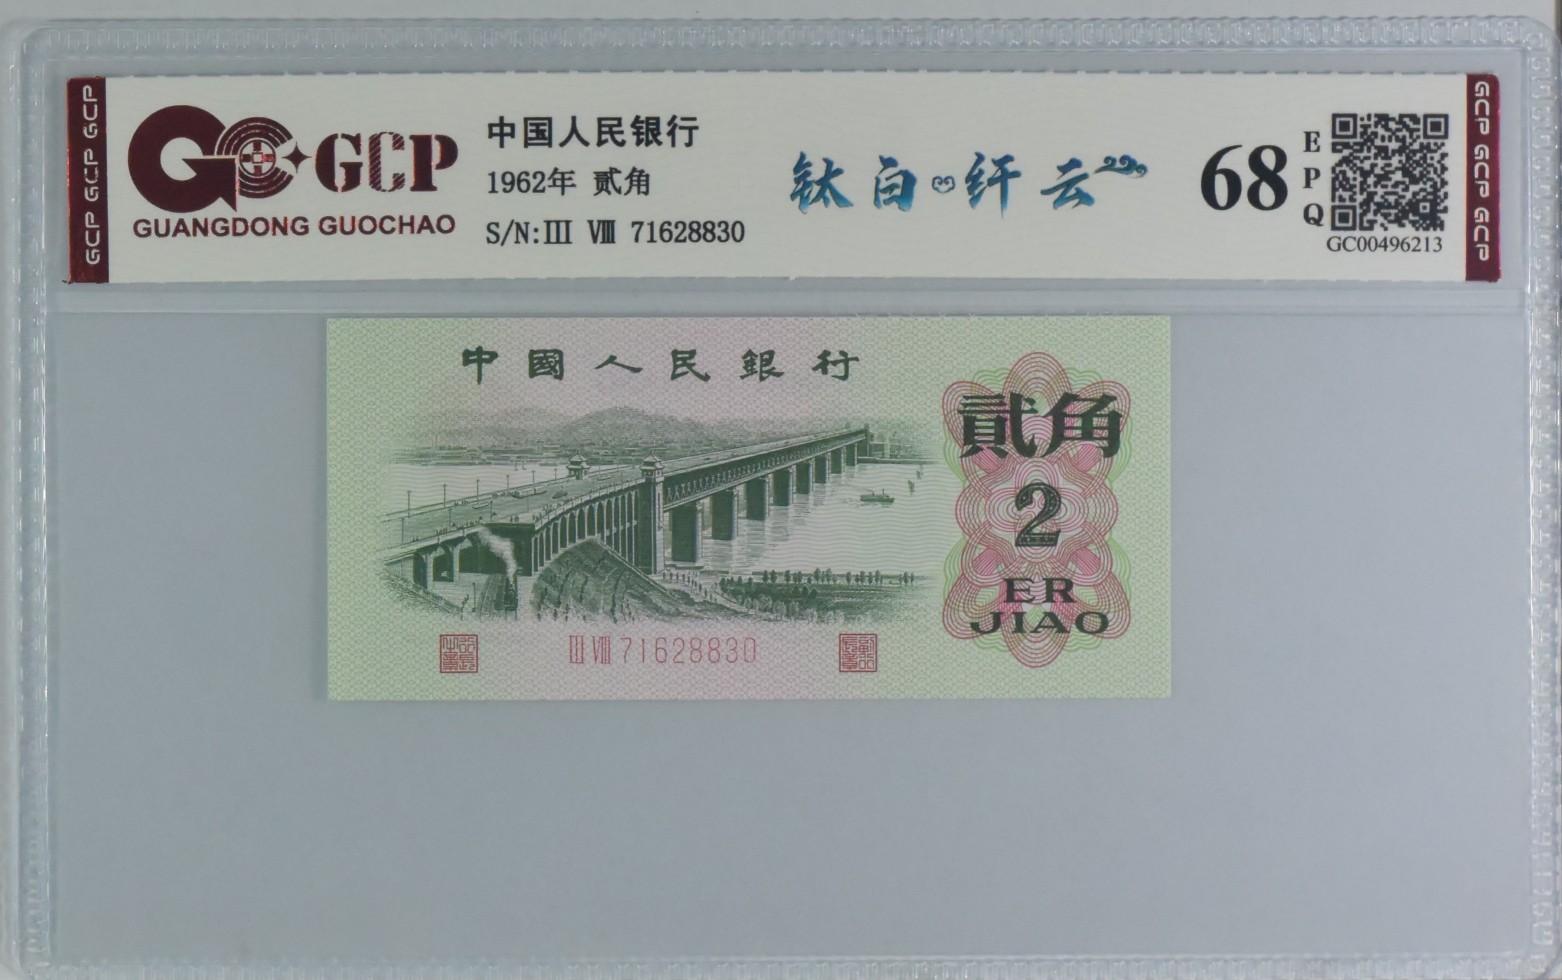 GCP GCP GCP
GCP
GUANGDONG GUOCHAO
中国人民银行
1962年 贰角
S/N:III VIII 71628830
钛白 纤云
68
EPQ
GC00496213
GCP GCP GCP
中國人民銀行
貳角
2
ER
JIAO
III VIII 71628830